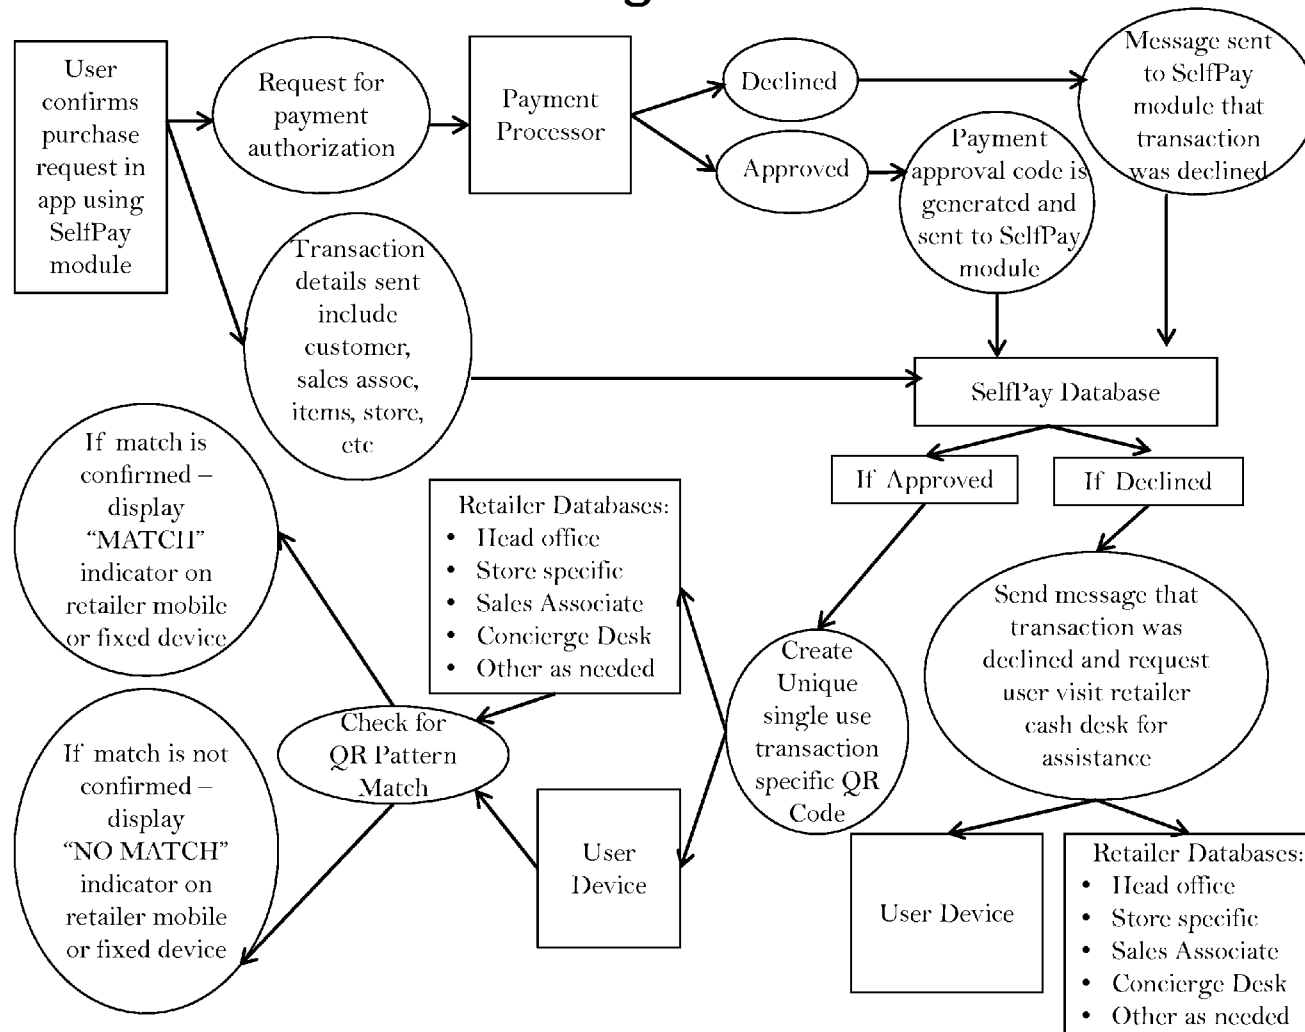 User
confirms
purchase
request in
app using
SelfPay
module
Request for
payment
authorization
Payment
Processor
Declined
Approved
Message sent
to SelfPay
module that
transaction
was declined
Payment
approval code is
generated and
sent to SelfPay
module
Transaction
details sent
include
customer,
sales assoc,
items, store,
etc
SelfPay Database
If Approved
If Declined
If match is
confirmed –
display
“MATCH”
indicator on
retailer mobile
or fixed device
Retailer Databases:
• Head office
• Store specific
• Sales Associate
• Concierge Desk
• Other as needed
Send message that
transaction was
declined and request
user visit retailer
cash desk for
assistance
Create
Unique
single use
transaction
specific QR
Code
Check for
QR Pattern
Match
If match is not
confirmed –
display
“NO MATCH”
indicator on
retailer mobile
or fixed device
User
Device
User Device
Retailer Databases:
• Head office
• Store specific
• Sales Associate
• Concierge Desk
• Other as needed